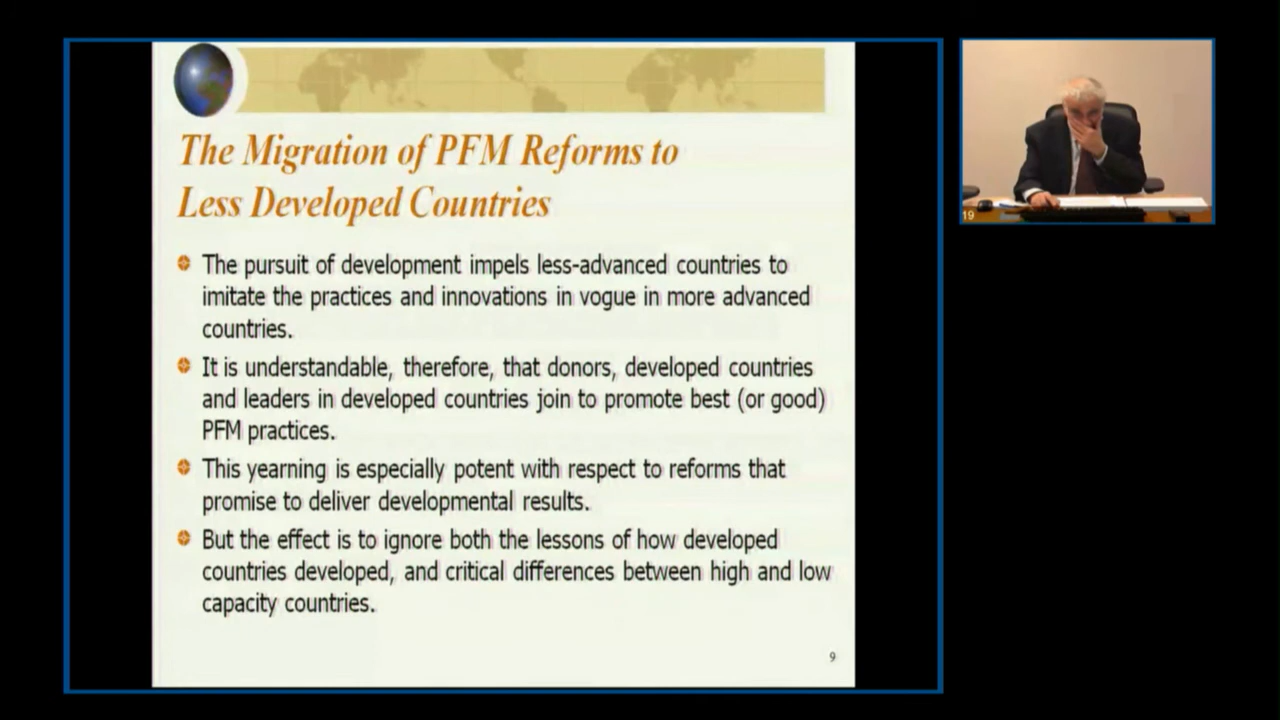 The Migration of PFM Reforms to
Less Developed Countries
The pursuit of development impels less-advanced countries to
imitate the practices and innovations in vogue in more advanced
countries.
It is understandable, therefore, that donors, developed countries
and leaders in developed countries join to promote best (or good)
PFM practices.
This yearning is especially potent with respect to reforms that
promise to deliver developmental results.
But the effect is to ignore both the lessons of how developed
countries developed, and critical differences between high and low
capacity countries.
9
19